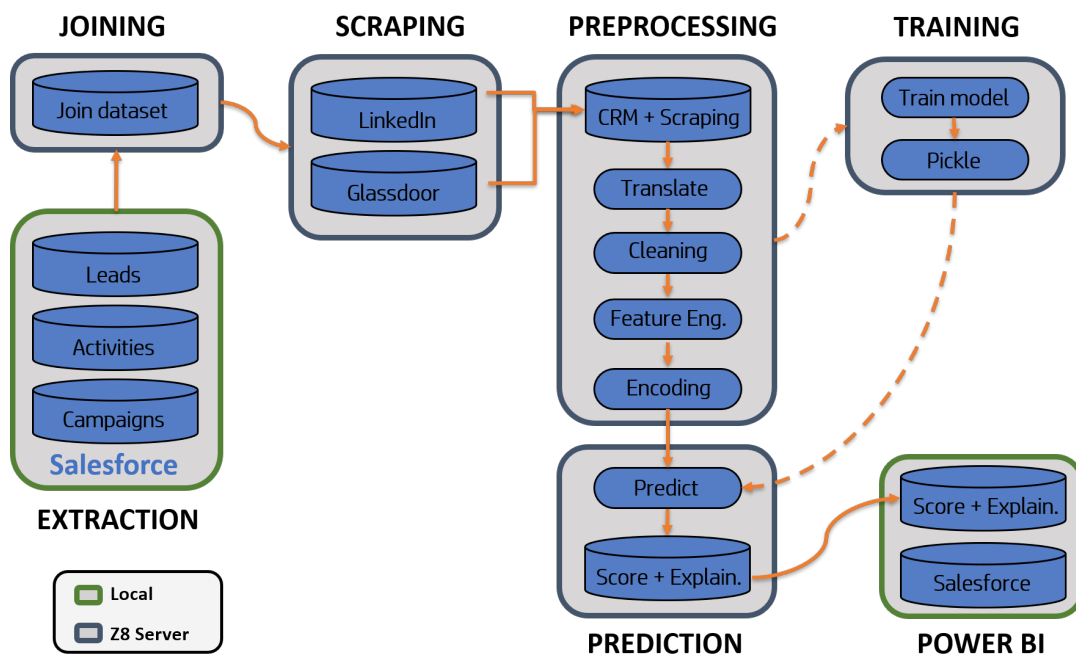 JOINING
Join dataset
SCRAPING
LinkedIn
Glassdoor
PREPROCESSING
CRM + Scraping
Translate
Cleaning
Feature Eng.
Encoding
TRAINING
Train model
Pickle
Leads
Activities
Campaigns
Salesforce
EXTRACTION
Predict
Score + Explain.
PREDICTION
Score + Explain.
Salesforce
POWER BI
Local
Z8 Server